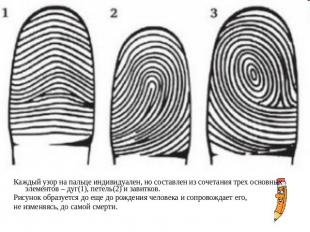 1 2 3
Каждый узор на пальце индивидуален, но составлен из сочетания трех основных
элементов – дуг(1), петель(2) и завитков.
Рисунок образуется до еще до рождения человека и сопровождает его,
не изменяясь, до самой смерти.